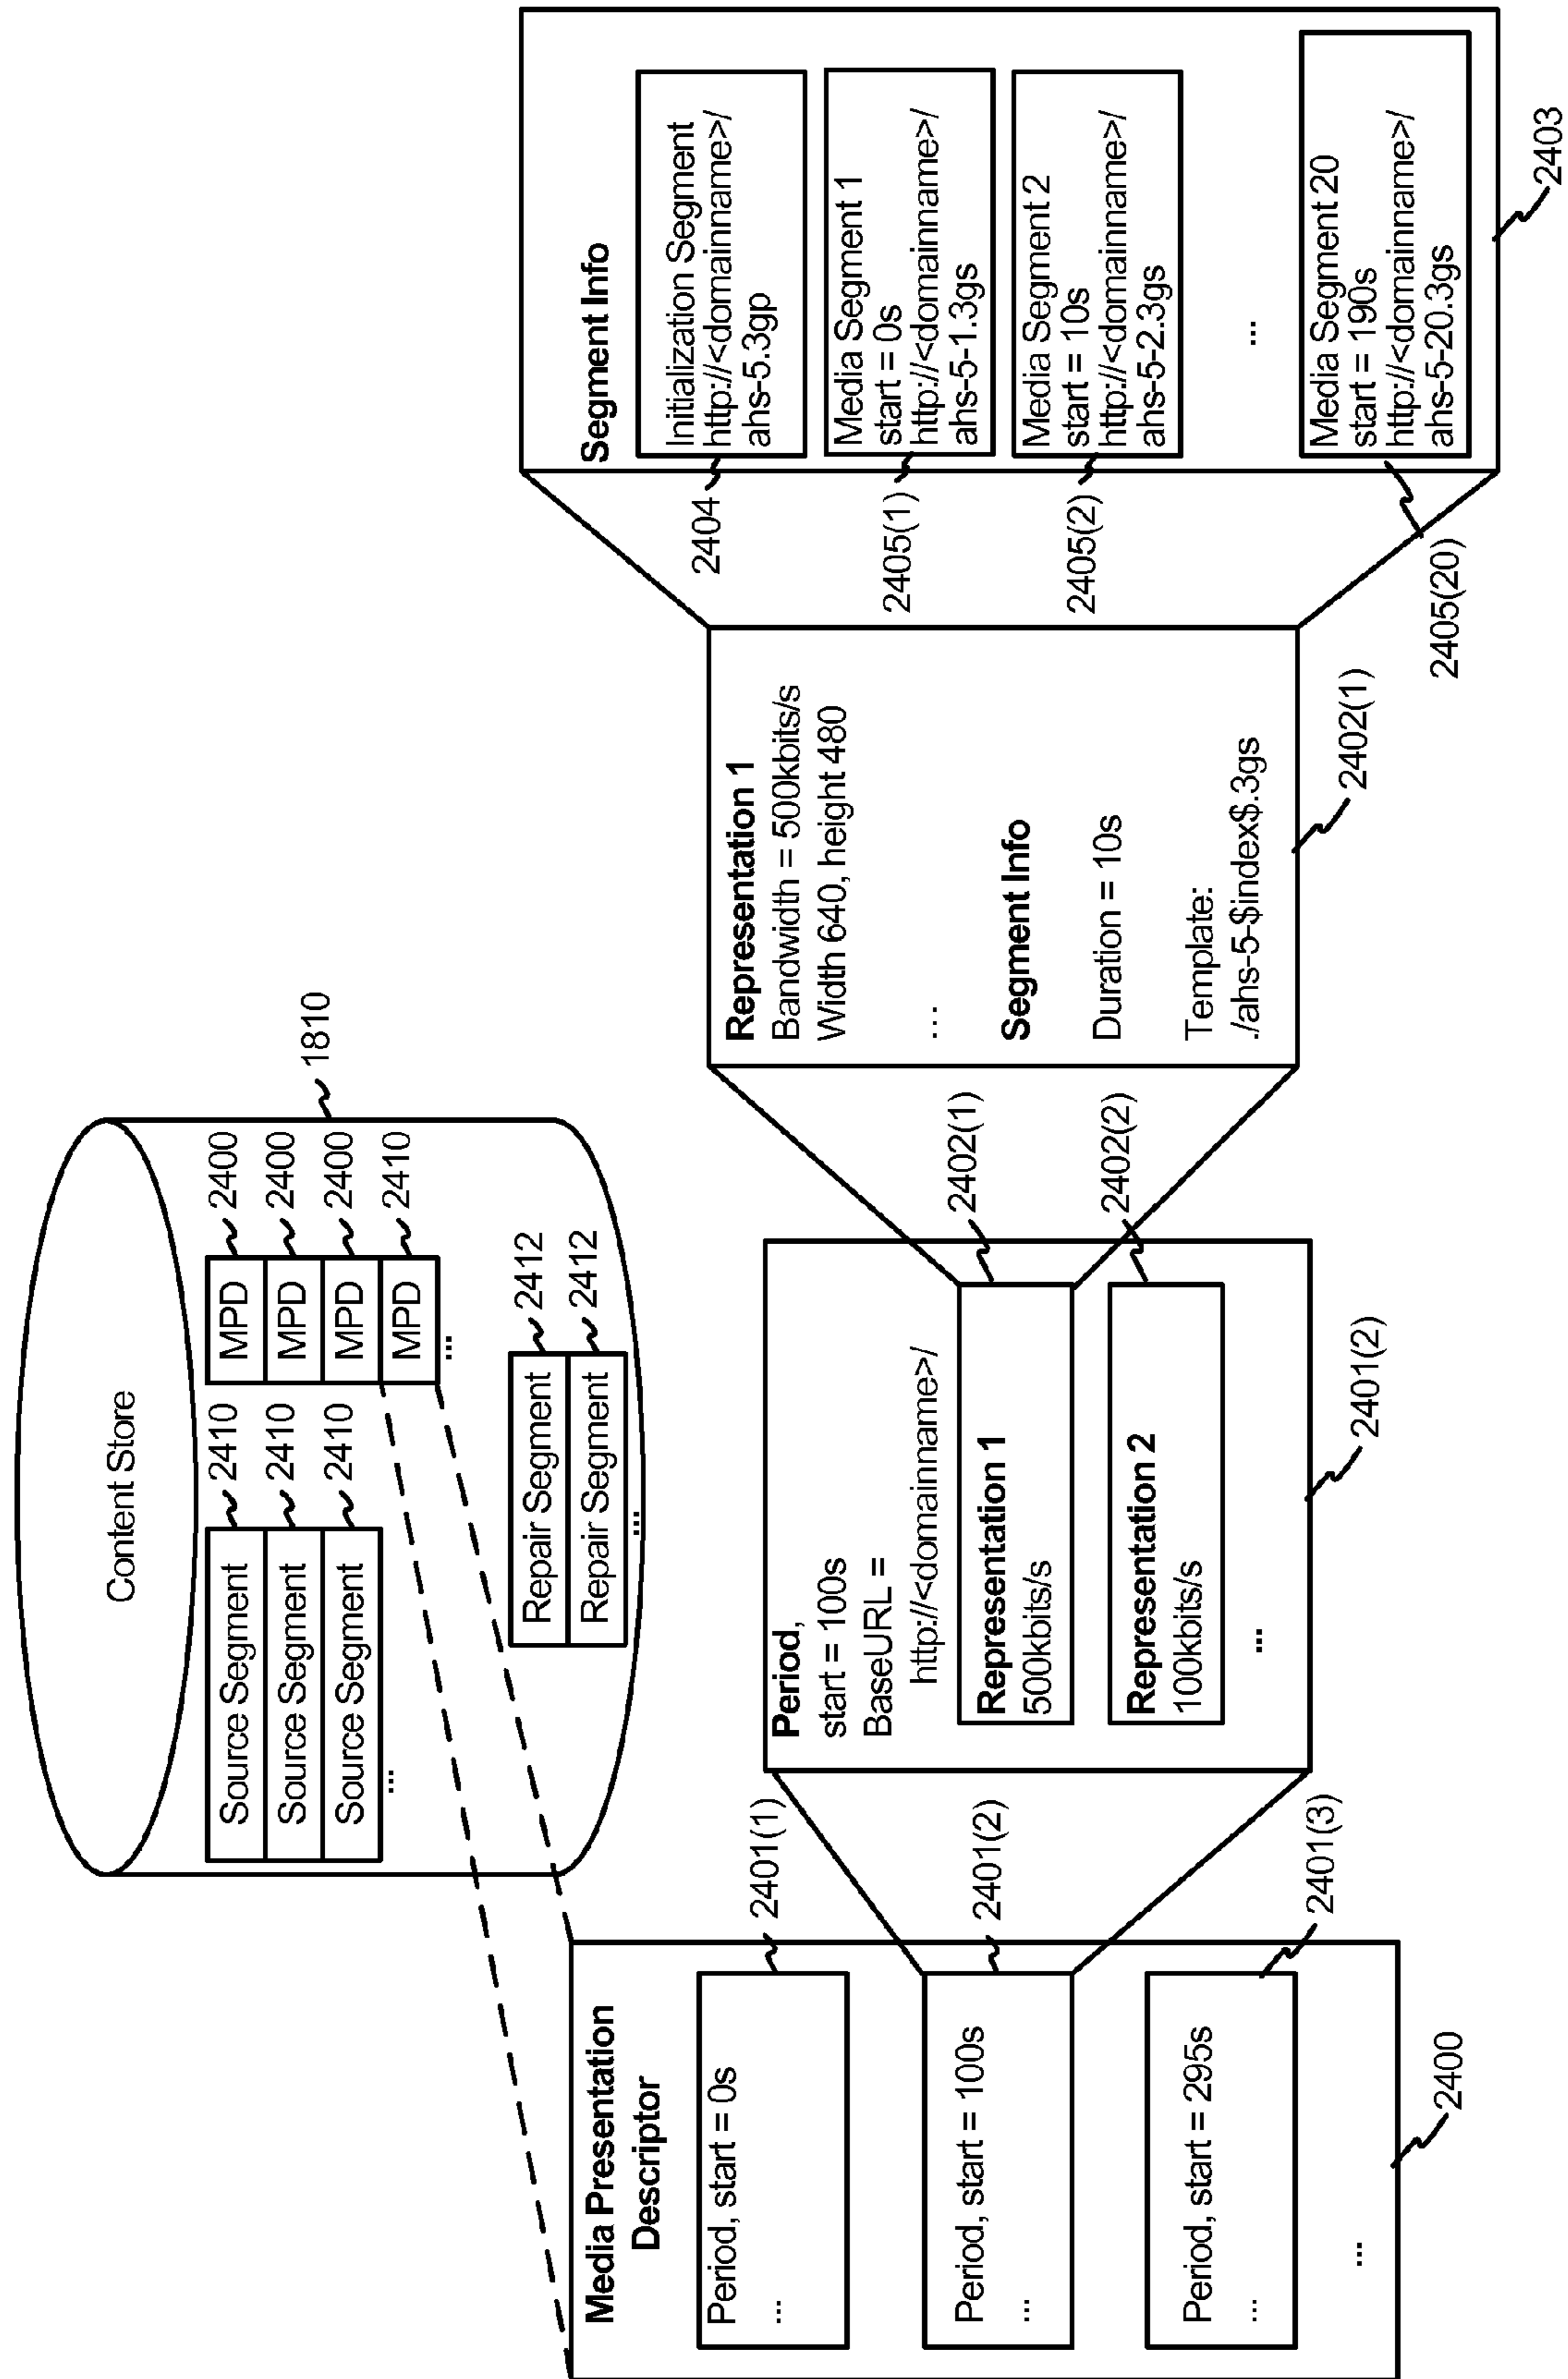 Content Store
Source Segment
2410
Source Segment
2410
Source Segment
2410
...
MPD
2400
MPD
2400
MPD
2400
MPD
2410
...
Repair Segment
2412
Repair Segment
2412
...
1810
Media Presentation
Descriptor
Period, start = 0s
...
2401(1)
Period, start = 100s
...
2401(2)
Period, start = 295s
...
2401(3)
...
2400
Period,
start = 100s
BaseURL =
http://<domainname>/
Representation 1
500kbits/s
2402(1)
Representation 2
100kbits/s
2402(2)
...
2401(2)
Representation 1
Bandwidth = 500kbits/s
Width 640, height 480
...
Segment Info
Duration = 10s
Template:
./ahs-5-$index$.3gs
2402(1)
Segment Info
Initialization Segment
http://<domainname>/
ahs-5.3gp
2404
Media Segment 1
start = 0s
http://<domainname>/
ahs-5-1.3gs
2405(1)
Media Segment 2
start = 10s
http://<domainname>/
ahs-5-2.3gs
2405(2)
...
Media Segment 20
start = 190s
http://<domainname>/
ahs-5-20.3gs
2405(20)
2403